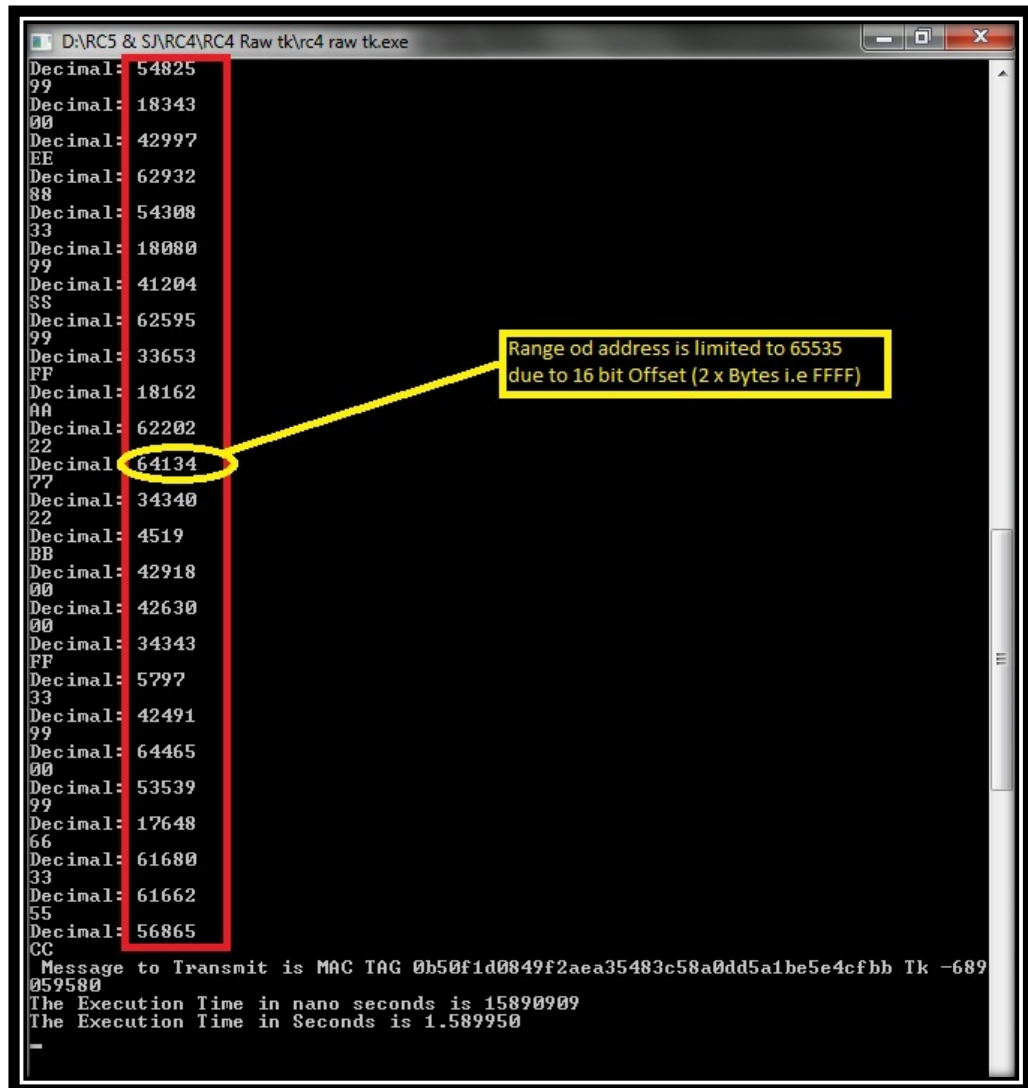 D:\RC5 & SJ\RC4\RC4 Raw tk\rc4 raw tk.exe
Decimal: 54825
99
Decimal: 18343
00
Decimal: 42997
EE
Decimal: 62932
88
Decimal: 54308
33
Decimal: 18080
99
Decimal: 41204
SS
Decimal: 62595
99
Decimal: 33653
FF
Decimal: 18162
AA
Decimal: 62202
22
Decimal 64134
77
Decimal: 34340
22
Decimal: 4519
BB
Decimal: 42918
00
Decimal: 42630
00
Decimal: 34343
FF
Decimal: 5797
33
Decimal: 42491
99
Decimal: 64465
00
Decimal: 53539
99
Decimal: 17648
66
Decimal: 61680
33
Decimal: 61662
55
Decimal: 56865
CC
Message to Transmit is MAC TAG 0b50f1d0849f2aea35483c58a0dd5a1be5e4cfbb Tk -689
059580
The Execution Time in nano seconds is 15890909
The Execution Time in Seconds is 1.589950
Range od address is limited to 65535
due to 16 bit Offset (2 x Bytes i.e FFFF)